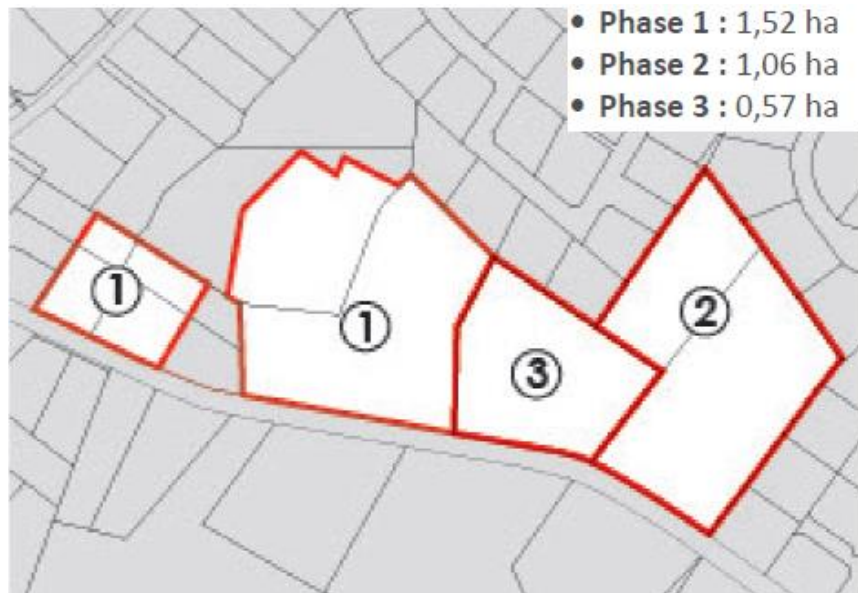 • Phase 1 : 1,52 ha
• Phase 2 : 1,06 ha
• Phase 3 : 0,57 ha
1
1
2
3